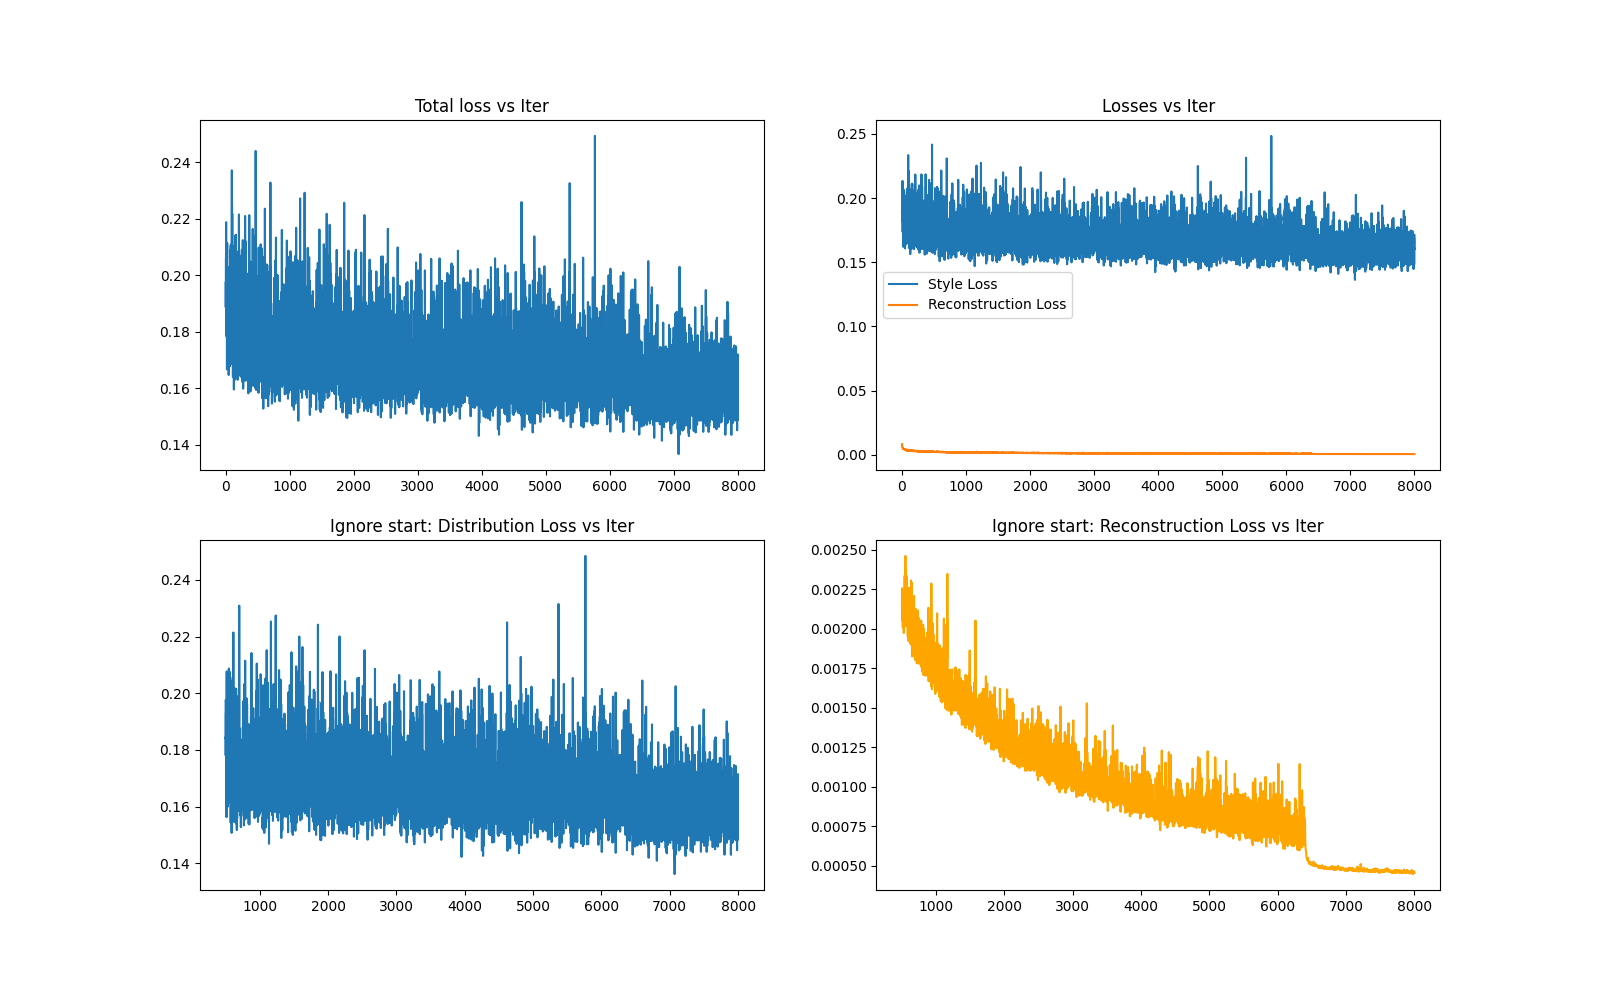 Total loss vs Iter
0.24
0.22
0.20
0.18
0.16
0.14
0 1000 2000 3000 4000 5000 6000 7000 8000
Losses vs Iter
0.25
0.20
0.15
0.10
0.05
0.00
Style Loss
Reconstruction Loss
0 1000 2000 3000 4000 5000 6000 7000 8000
Ignore start: Distribution Loss vs Iter
0.24
0.22
0.20
0.18
0.16
0.14
1000 2000 3000 4000 5000 6000 7000 8000
Ignore start: Reconstruction Loss vs Iter
0.00250
0.00225
0.00200
0.00175
0.00150
0.00125
0.00100
0.00075
0.00050
1000 2000 3000 4000 5000 6000 7000 8000